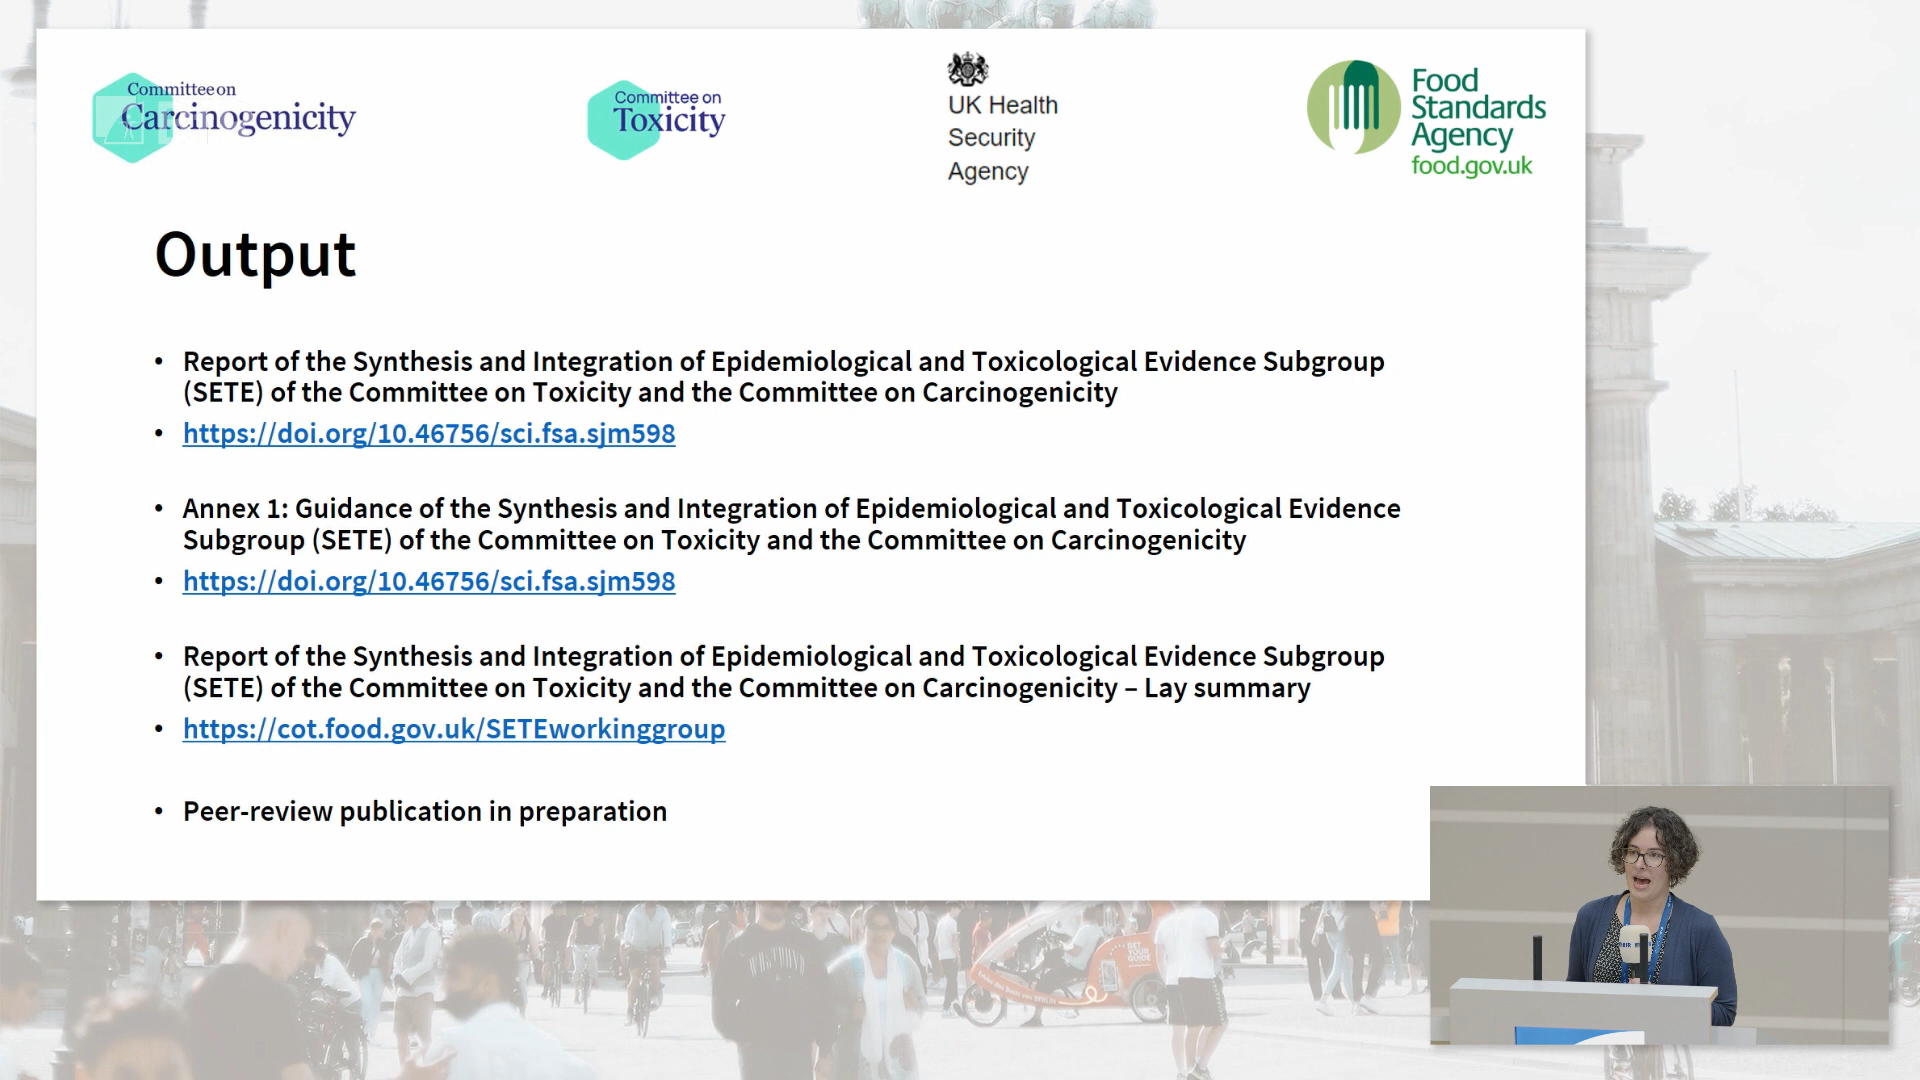 Committee on
Carcinogenicity
Committee on
Toxicity
UK Health
Security
Agency
Food
Standards
Agency
food.gov.uk
Output
• Report of the Synthesis and Integration of Epidemiological and Toxicological Evidence Subgroup
(SETE) of the Committee on Toxicity and the Committee on Carcinogenicity
• https://doi.org/10.46756/sci.fsa.sjm598
• Annex 1: Guidance of the Synthesis and Integration of Epidemiological and Toxicological Evidence
Subgroup (SETE) of the Committee on Toxicity and the Committee on Carcinogenicity
• https://doi.org/10.46756/sci.fsa.sjm598
• Report of the Synthesis and Integration of Epidemiological and Toxicological Evidence Subgroup
(SETE) of the Committee on Toxicity and the Committee on Carcinogenicity – Lay summary
• https://cot.food.gov.uk/SETEworkinggroup
• Peer-review publication in preparation
GET
YOUR
GUIDE